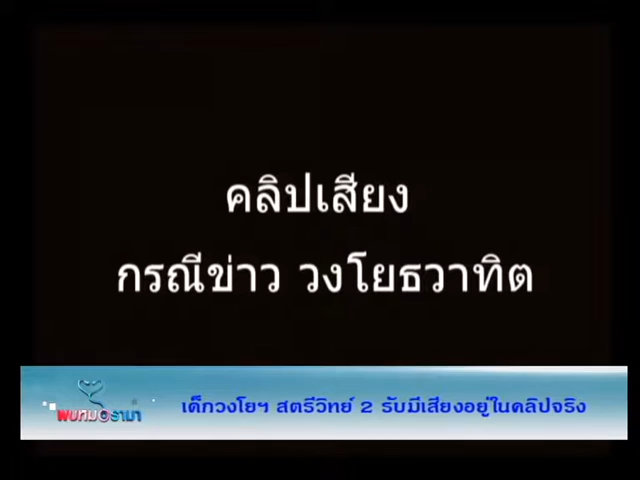 คลิปเสียง
กรณีข่าว วงโยธวาทิต
พบหมอรามา
เด็กวงโยฯ สตรีวิทย์ 2 รับมีเสียงอยู่ในคลิปจริง